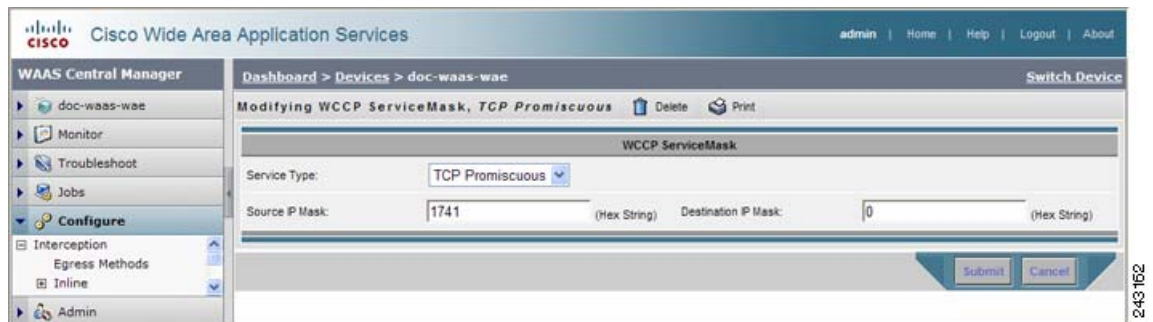 CISCO Cisco Wide Area Application Services
admin | Home | Help | Logout | About
WAAS Central Manager
Dashboard > Devices > doc-waas-wae
Switch Device
doc-waas-wae
Monitor
Troubleshoot
Jobs
Configure
Interception
Egress Methods
Inline
Admin
Modifying WCCP ServiceMask, TCP Promiscuous Delete Print
WCCP ServiceMask
Service Type: TCP Promiscuous
Source IP Mask: 1741 (Hex String) Destination IP Mask: 0 (Hex String)
Submit Cancel
243162